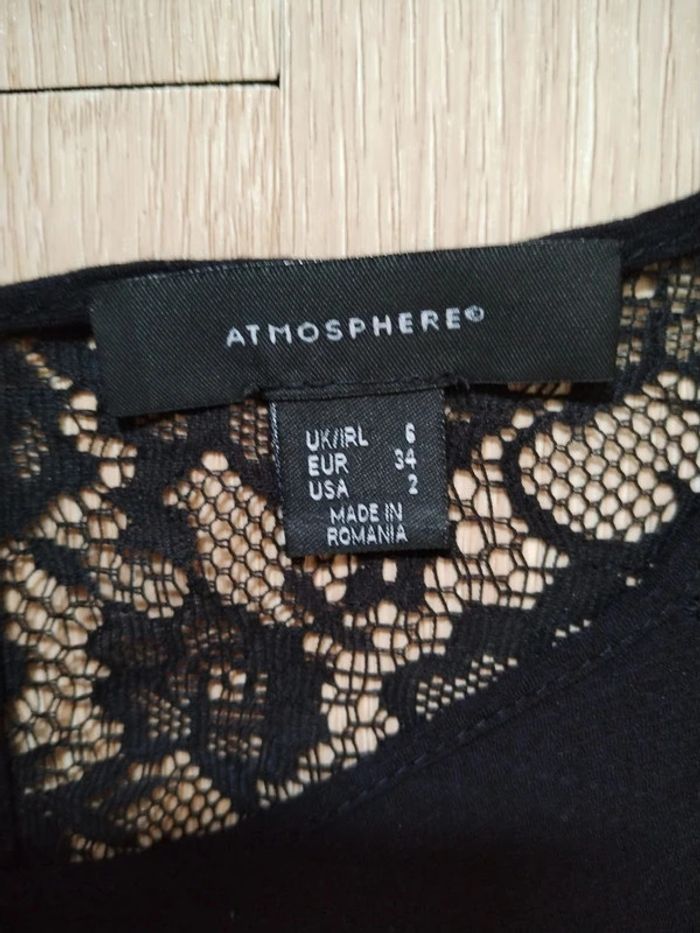 ATMOSPHERE©
UK/IRL 6
EUR 34
USA 2
MADE IN
ROMANIA